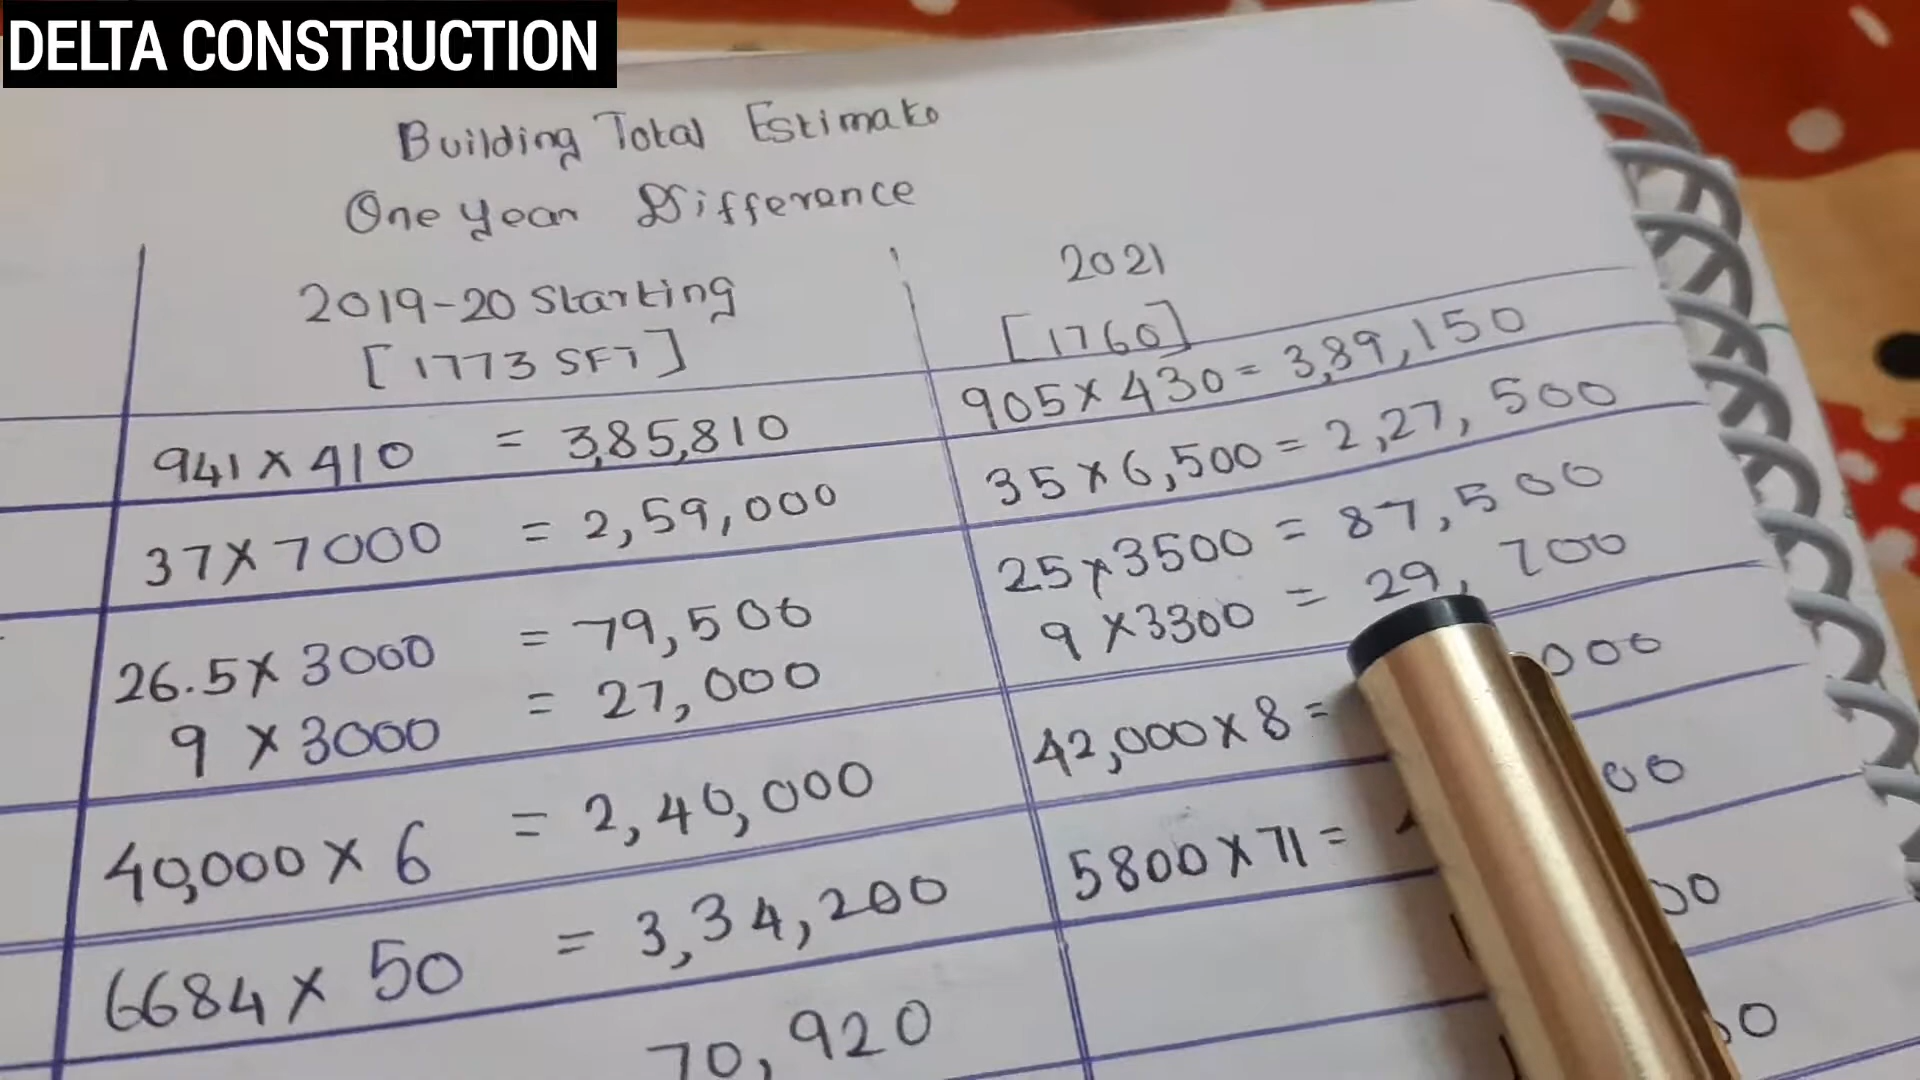 DELTA CONSTRUCTION
Building Total Estimate
One year Difference
2019-20 Starting
[1773 SFT]
2021
[1760]
941 x 410 = 3,85,810
905 x 430 = 3,89,150
37 x 7000 = 2,59,000
35 x 6,500 = 2,27,500
26.5 x 3000 = 79,500
25 x 3500 = 87,500
9 x 3000 = 27,000
9 x 3300 = 29,700
40,000 x 6 = 2,40,000
42,000 x 8 = 000
6684 x 50 = 3,34,200
5800 x 71 = 00
70,920